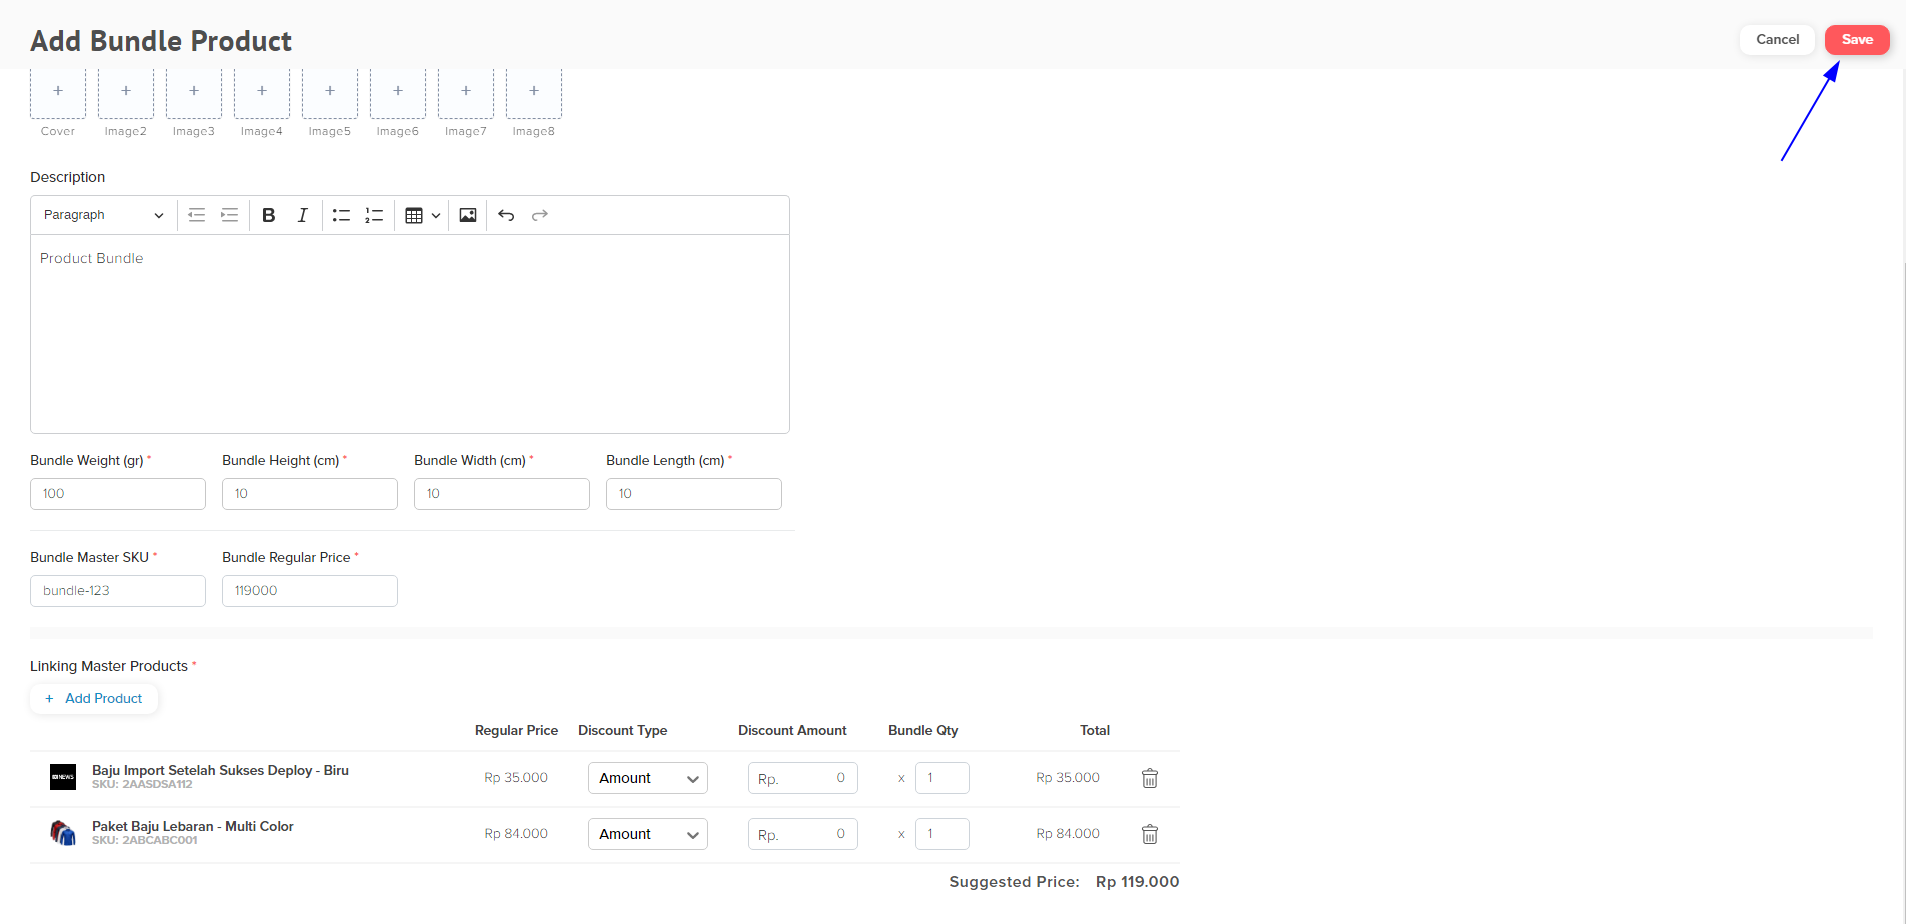 Add Bundle Product
Cancel
Save
+ + + + + + + +
Cover Image2 Image3 Image4 Image5 Image6 Image7 Image8
Description
Paragraph
B I
Product Bundle
Bundle Weight (gr) * Bundle Height (cm) * Bundle Width (cm) * Bundle Length (cm) *
100 10 10 10
Bundle Master SKU * Bundle Regular Price *
bundle-123 119000
Linking Master Products *
+ Add Product
Regular Price Discount Type Discount Amount Bundle Qty Total
NEWS
Baju Import Setelah Sukses Deploy - Biru
SKU: 2AASDSA112
Rp 35.000 Amount Rp. 0 x 1 Rp 35.000
Paket Baju Lebaran - Multi Color
SKU: 2ABCABC001
Rp 84.000 Amount Rp. 0 x 1 Rp 84.000
Suggested Price: Rp 119.000